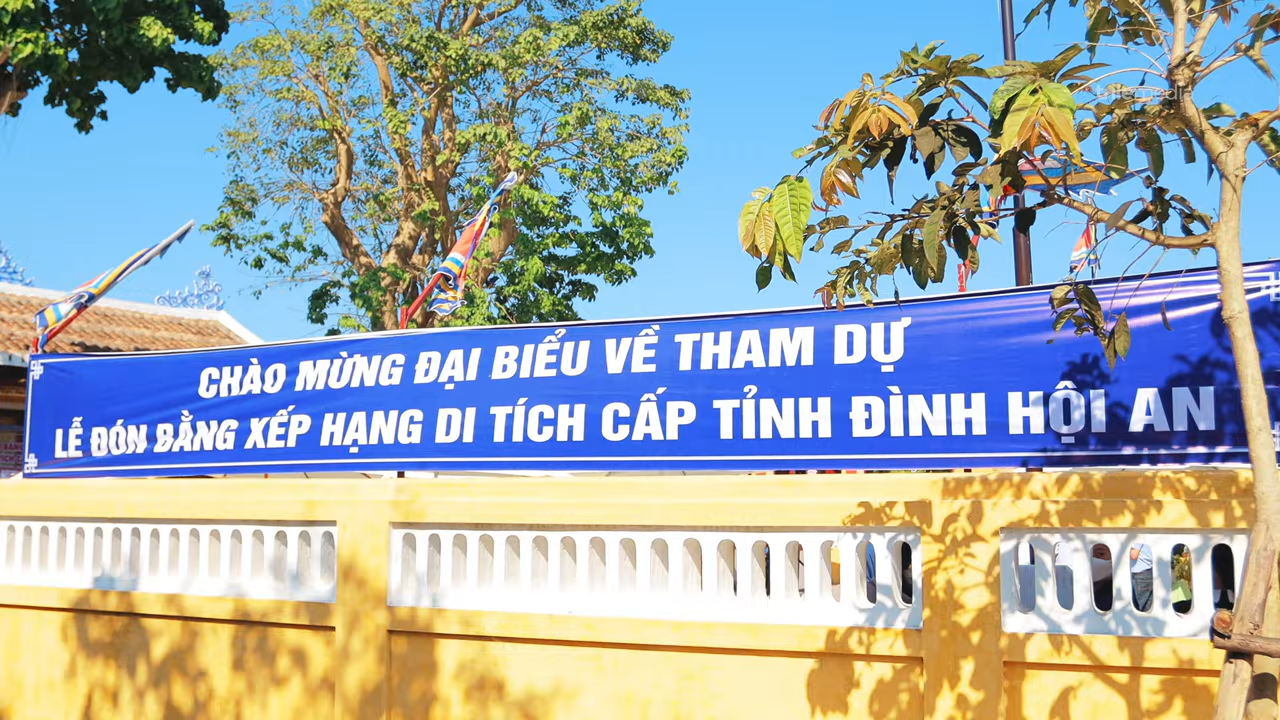 CHÀO MỪNG ĐẠI BIỂU VỀ THAM DỰ
LỄ ĐÓN BẰNG XẾP HẠNG DI TÍCH CẤP TỈNH ĐÌNH HỘI AN